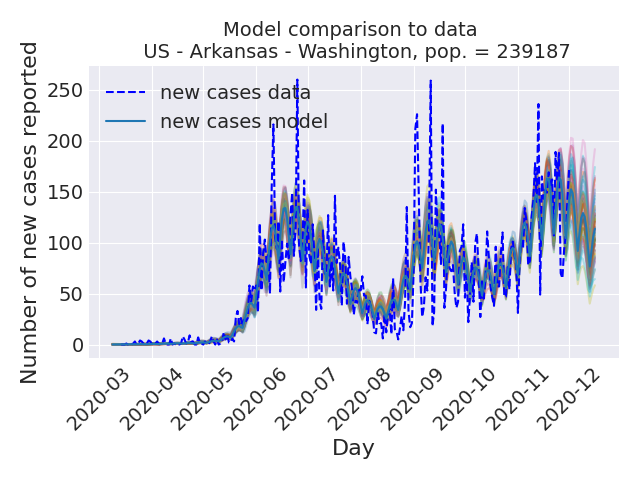 Model comparison to data
US - Arkansas - Washington, pop. = 239187
Number of new cases reported
250
200
150
100
50
0
new cases data
new cases model
2020-03
2020-04
2020-05
2020-06
2020-07
2020-08
2020-09
2020-10
2020-11
2020-12
Day